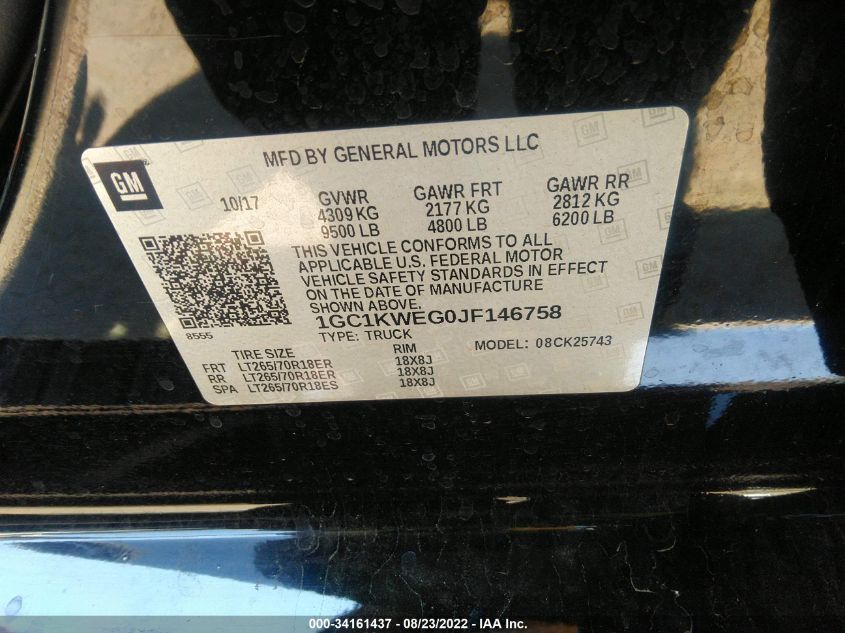 MFD BY GENERAL MOTORS LLC
GM
10/17
GVWR
4309 KG
9500 LB
GAWR FRT
2177 KG
4800 LB
GAWR RR
2812 KG
6200 LB
THIS VEHICLE CONFORMS TO ALL
APPLICABLE U.S. FEDERAL MOTOR
VEHICLE SAFETY STANDARDS IN EFFECT
ON THE DATE OF MANUFACTURE
SHOWN ABOVE.
8555
1GC1KWEG0JF146758
TYPE: TRUCK
MODEL: 08CK25743
TIRE SIZE RIM
FRT LT265/70R18ER 18X8J
RR LT265/70R18ER 18X8J
SPA LT265/70R18ES 18X8J
000-34161437 - 08/23/2022 - IAAI.com.